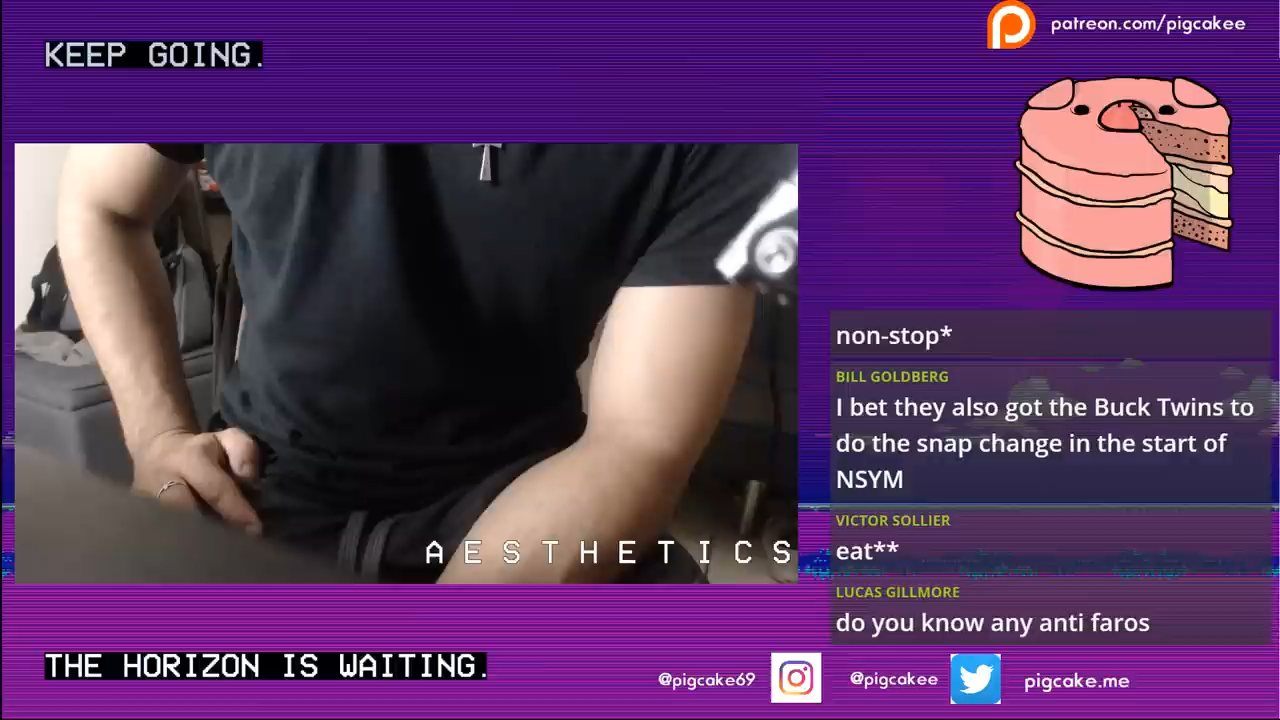 KEEP GOING.
patreon.com/pigcakee
non-stop*
BILL GOLDBERG
I bet they also got the Buck Twins to
do the snap change in the start of
NSYM
VICTOR SOLLIER
eat**
LUCAS GILLMORE
do you know any anti faros
AESTHETICS
THE HORIZON IS WAITING.
@pigcake69
@pigcakee
pigcake.me